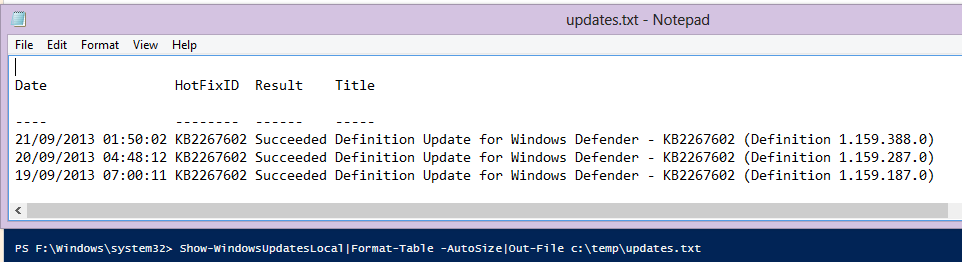 updates.txt - Notepad
File Edit Format View Help
Date HotFixID Result Title
---- -------- ------ -----
21/09/2013 01:50:02 KB2267602 Succeeded Definition Update for Windows Defender - KB2267602 (Definition 1.159.388.0)
20/09/2013 04:48:12 KB2267602 Succeeded Definition Update for Windows Defender - KB2267602 (Definition 1.159.287.0)
19/09/2013 07:00:11 KB2267602 Succeeded Definition Update for Windows Defender - KB2267602 (Definition 1.159.187.0)
PS F:\Windows\system32> Show-WindowsUpdatesLocal|Format-Table -AutoSize|Out-File c:\temp\updates.txt